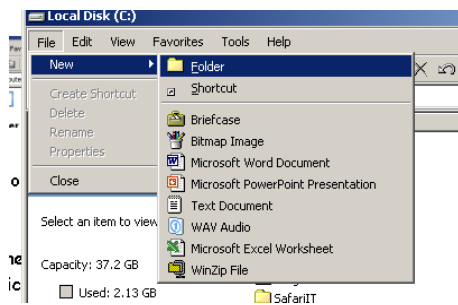 Local Disk (C:)
File Edit View Favorites Tools Help
New
Folder
Create Shortcut
Shortcut
Delete
Rename
Briefcase
Properties
Bitmap Image
Microsoft Word Document
Close
Microsoft PowerPoint Presentation
Text Document
Select an item to view
WAV Audio
Microsoft Excel Worksheet
Capacity: 37.2 GB
WinZip File
Used: 2.13 GB
SafariIT